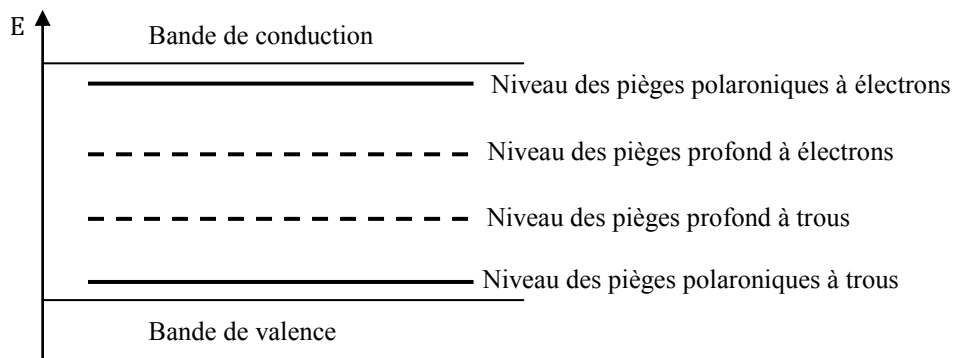 E
Bande de conduction
Niveau des pièges polaroniques à électrons
Niveau des pièges profond à électrons
Niveau des pièges profond à trous
Niveau des pièges polaroniques à trous
Bande de valence